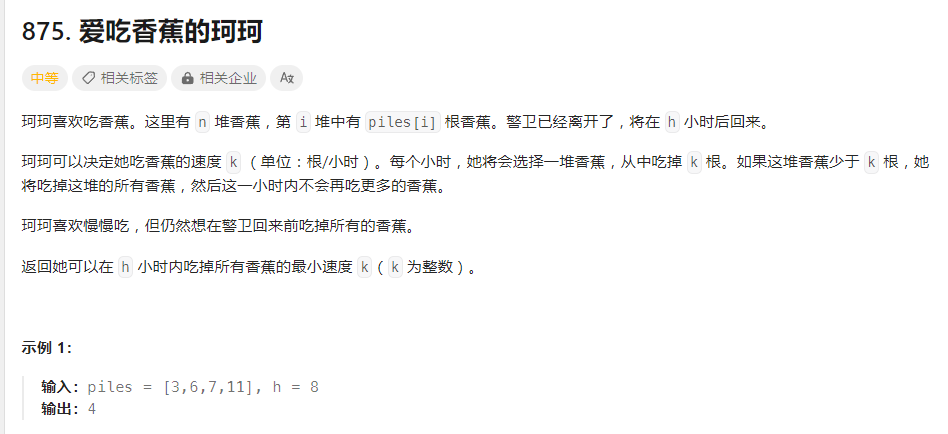 875. 爱吃香蕉的珂珂
中等 相关标签 相关企业 Aあ
珂珂喜欢吃香蕉。这里有 n 堆香蕉，第 i 堆中有 piles[i] 根香蕉。警卫已经离开了，将在 h 小时后回来。
珂珂可以决定她吃香蕉的速度 k （单位：根/小时）。每个小时，她将会选择一堆香蕉，从中吃掉 k 根。如果这堆香蕉少于 k 根，她
将吃掉这堆的所有香蕉，然后这一小时内不会再吃更多的香蕉。
珂珂喜欢慢慢吃，但仍然想在警卫回来前吃掉所有的香蕉。
返回她可以在 h 小时内吃掉所有香蕉的最小速度 k（k 为整数）。
示例 1：
输入：piles = [3,6,7,11], h = 8
输出：4